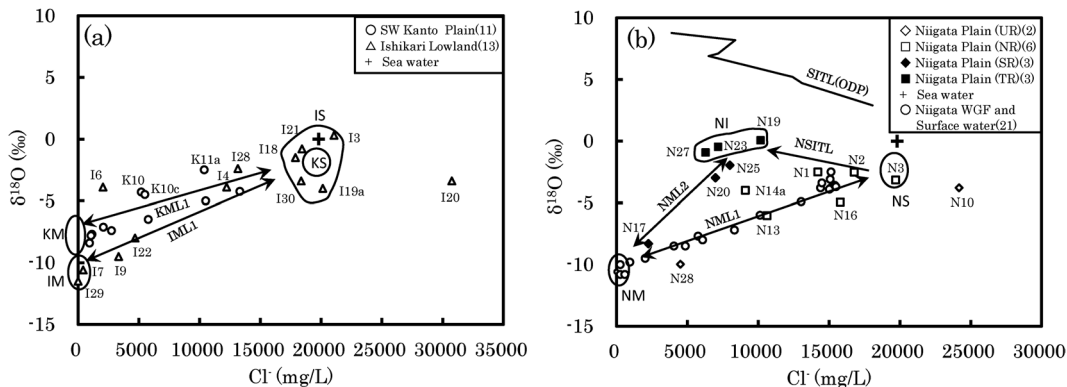 (a)
○ SW Kanto Plain(11)
△ Ishikari Lowland(13)
+ Sea water
δ¹⁸O (‰)
10
5
0
-5
-10
-15
0 5000 10000 15000 20000 25000 30000 35000
Cl⁻ (mg/L)
IS
I21
I3
I18
KS
K11a
I28
I6
K10
K10c
I4
I30
I19a
I20
KML1
IML1
KM
I22
I7
I9
IM
I29
(b)
◇ Niigata Plain (UR)(2)
□ Niigata Plain (NR)(6)
◆ Niigata Plain (SR)(3)
■ Niigata Plain (TR)(3)
+ Sea water
○ Niigata WGF and
Surface water(21)
δ¹⁸O (‰)
10
5
0
-5
-10
-15
0 5000 10000 15000 20000 25000 30000 35000
Cl⁻ (mg/L)
SITL(ODP)
NI
N19
N27
N23
NSITL
N25
N1
N2
N3
N20
N14a
NS
N10
NML2
NML1
N16
N17
N13
N28
NM